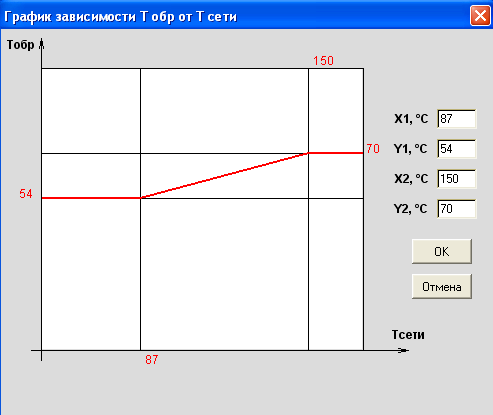 График зависимости Т обр от Т сети
Тобр
150
X1, °C 87
Y1, °C 54
70
X2, °C 150
54
Y2, °C 70
OK
Отмена
Тсети
87